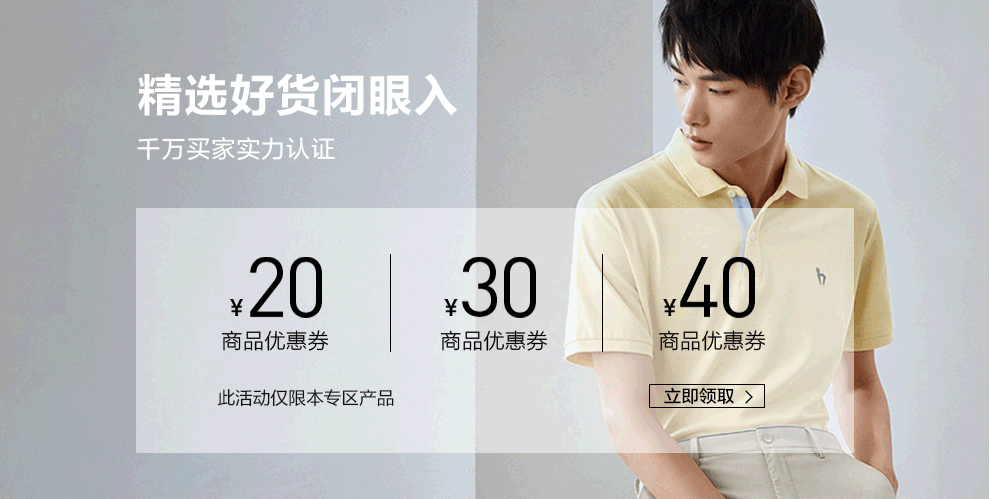 精选好货闭眼入
千万买家实力认证
¥20
商品优惠券
¥30
商品优惠券
¥40
商品优惠券
此活动仅限本专区产品
立即领取 >
h